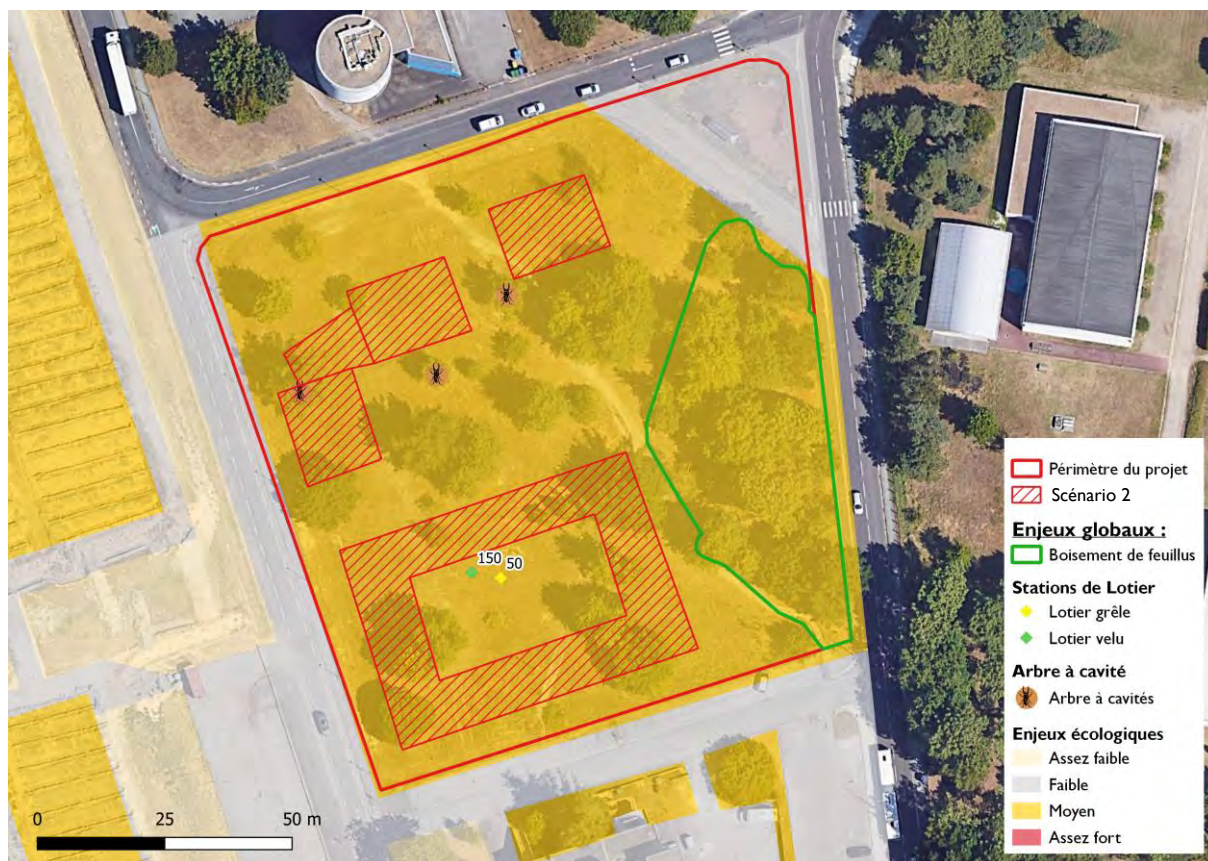 150
50
Périmètre du projet
Scénario 2
Enjeux globaux :
Boisement de feuillus
Stations de Lotier
Lotier grêle
Lotier velu
Arbre à cavité
Arbre à cavités
Enjeux écologiques
Assez faible
Faible
Moyen
Assez fort
0 25 50 m